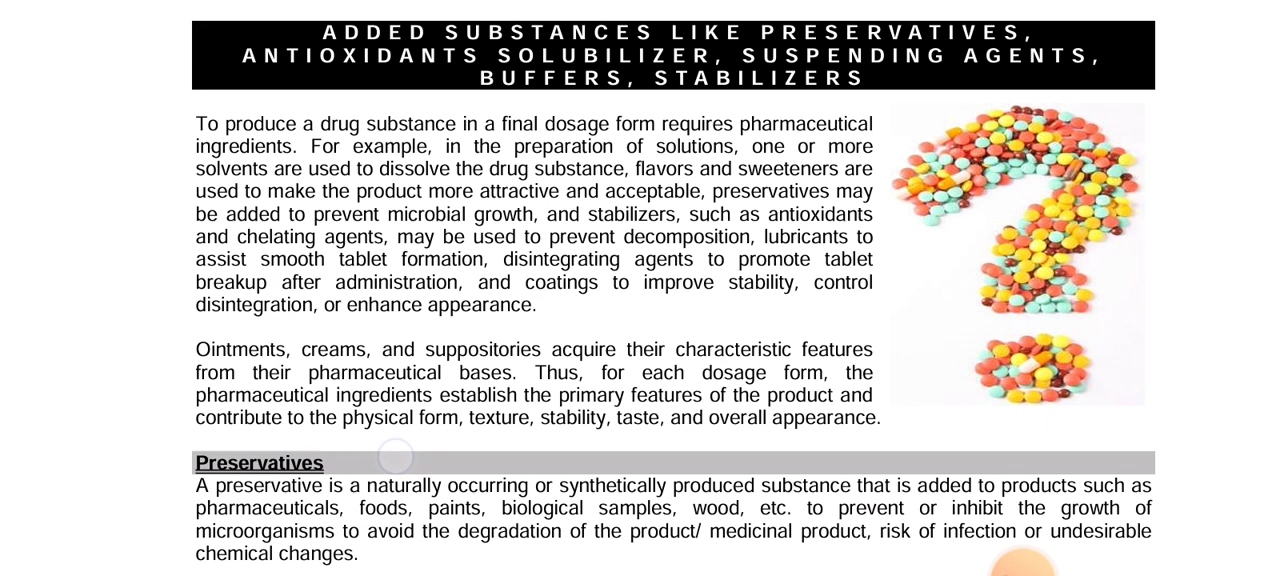 ADDED SUBSTANCES LIKE PRESERVATIVES,
ANTIOXIDANTS SOLUBILIZER, SUSPENDING AGENTS,
BUFFERS, STABILIZERS
To produce a drug substance in a final dosage form requires pharmaceutical
ingredients. For example, in the preparation of solutions, one or more
solvents are used to dissolve the drug substance, flavors and sweeteners are
used to make the product more attractive and acceptable, preservatives may
be added to prevent microbial growth, and stabilizers, such as antioxidants
and chelating agents, may be used to prevent decomposition, lubricants to
assist smooth tablet formation, disintegrating agents to promote tablet
breakup after administration, and coatings to improve stability, control
disintegration, or enhance appearance.
Ointments, creams, and suppositories acquire their characteristic features
from their pharmaceutical bases. Thus, for each dosage form, the
pharmaceutical ingredients establish the primary features of the product and
contribute to the physical form, texture, stability, taste, and overall appearance.
Preservatives
A preservative is a naturally occurring or synthetically produced substance that is added to products such as
pharmaceuticals, foods, paints, biological samples, wood, etc. to prevent or inhibit the growth of
microorganisms to avoid the degradation of the product/ medicinal product, risk of infection or undesirable
chemical changes.